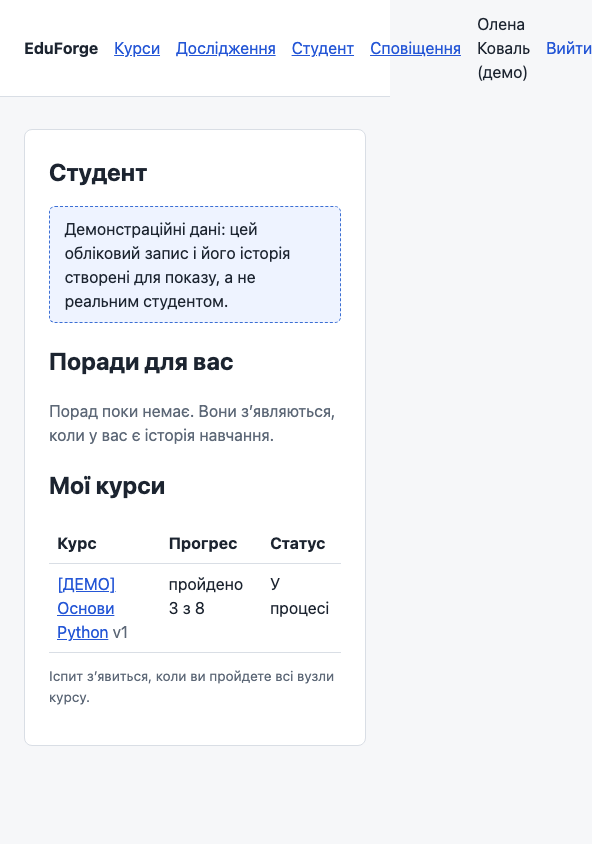 EduForge Курси Дослідження Студент Сповіщення Олена Коваль (демо) Вийти
Студент
Демонстраційні дані: цей
обліковий запис і його історія
створені для показу, а не
реальним студентом.
Поради для вас
Порад поки немає. Вони зʼявляються,
коли у вас є історія навчання.
Мої курси
Курс Прогрес Статус
[ДЕМО] Основи Python v1 пройдено 3 з 8 У процесі
Іспит зʼявиться, коли ви пройдете всі вузли
курсу.